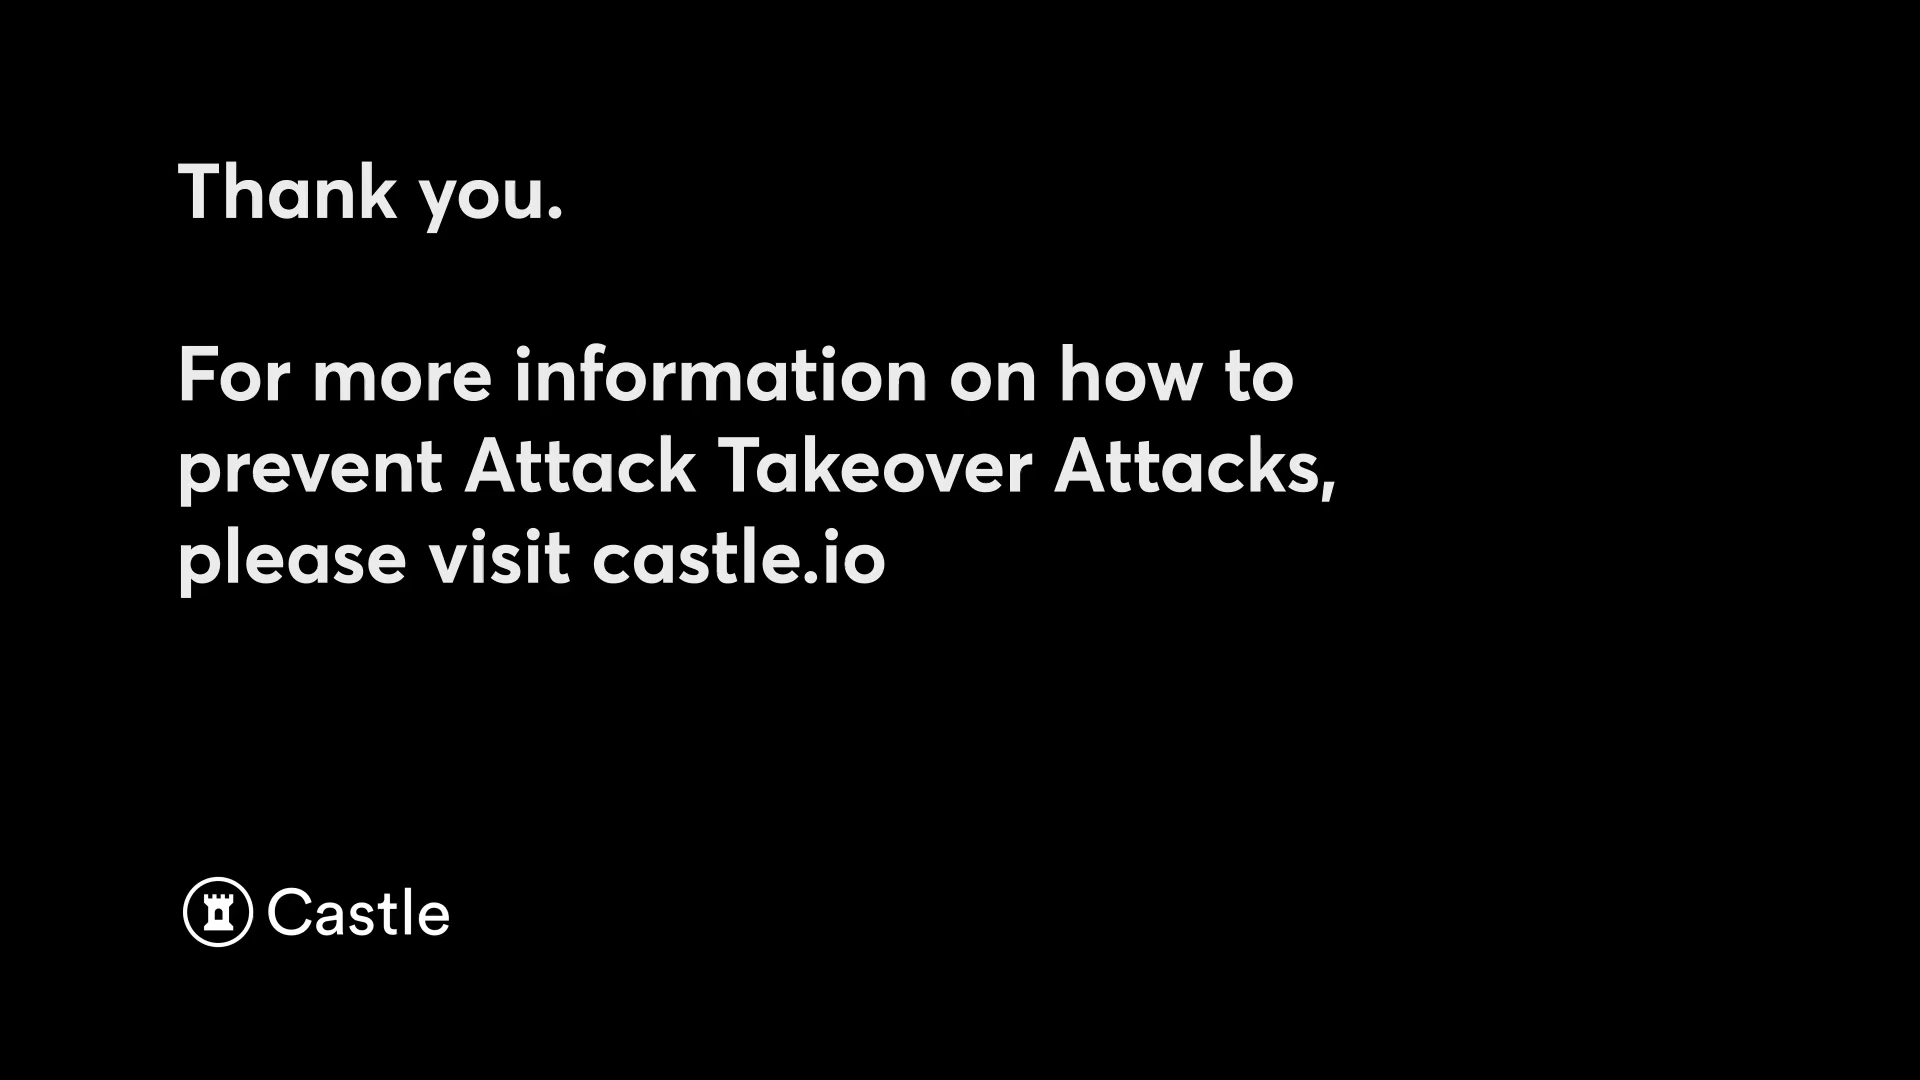 Thank you.
For more information on how to
prevent Attack Takeover Attacks,
please visit castle.io
Castle